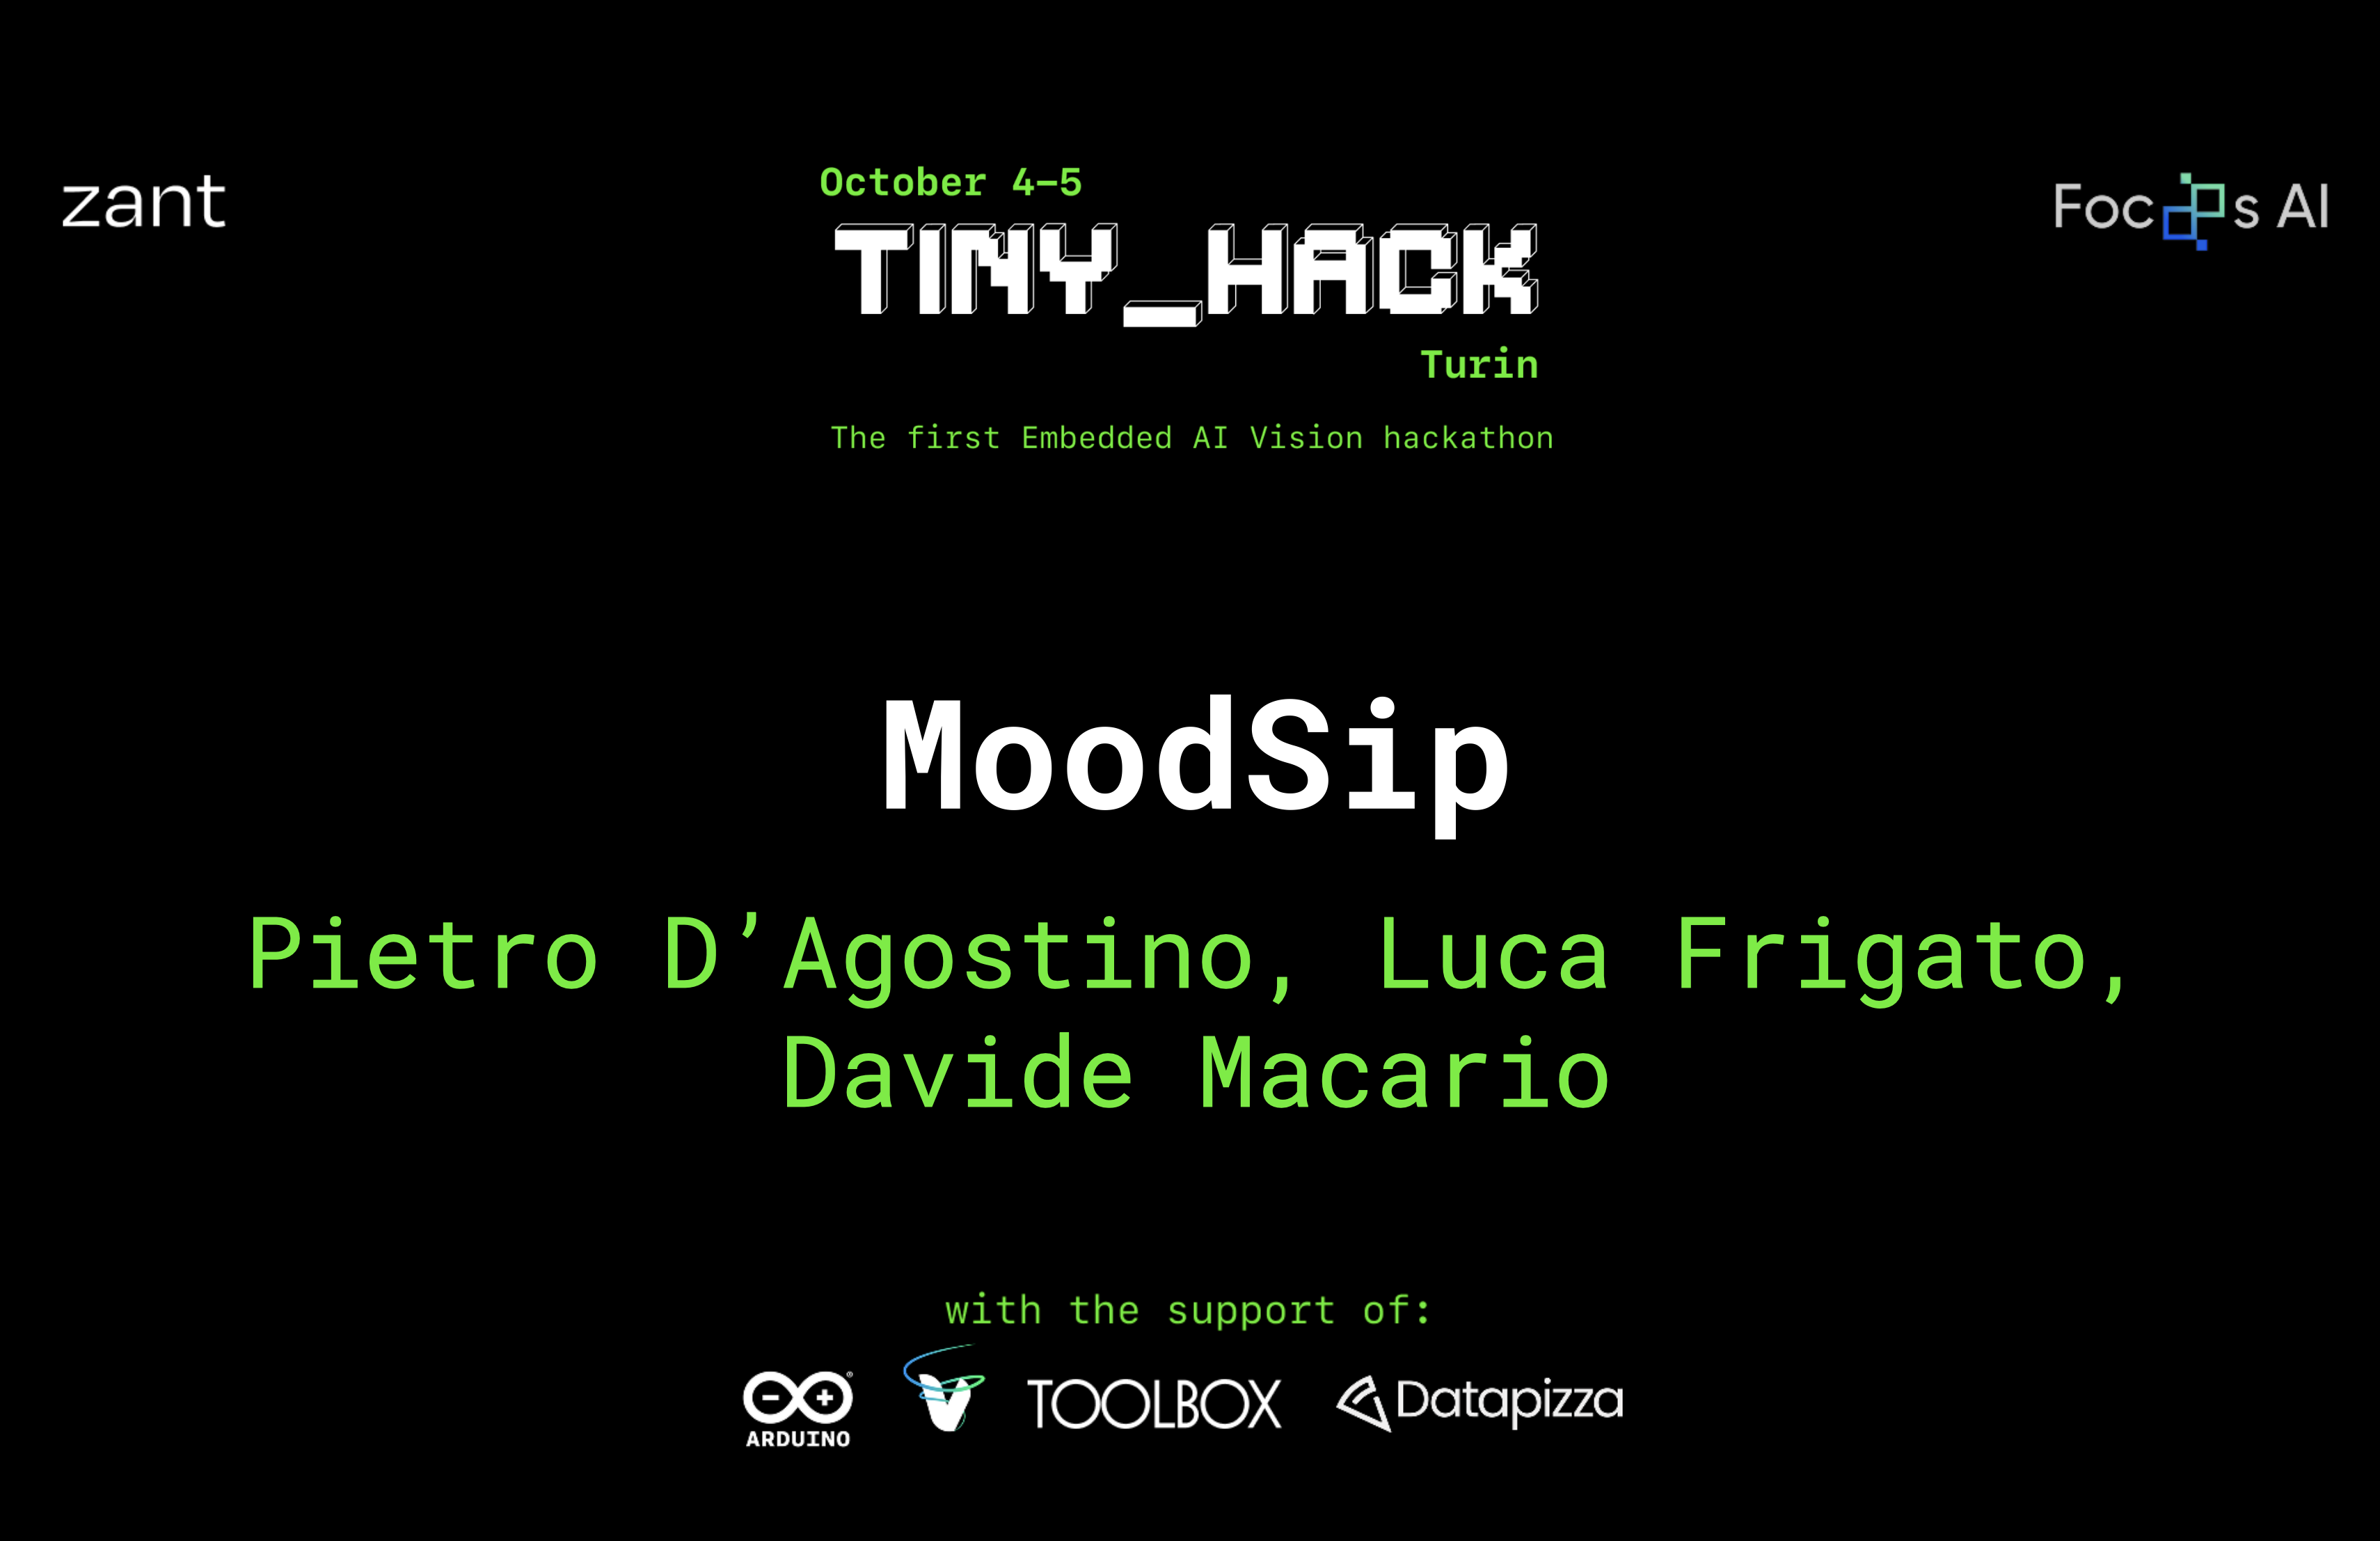 zant
October 4–5
TINY_HACK
Turin
The first Embedded AI Vision hackathon
Focus AI
MoodSip
Pietro D’Agostino, Luca Frigato,
Davide Macario
with the support of:
ARDUINO
V
TOOLBOX
Datapizza